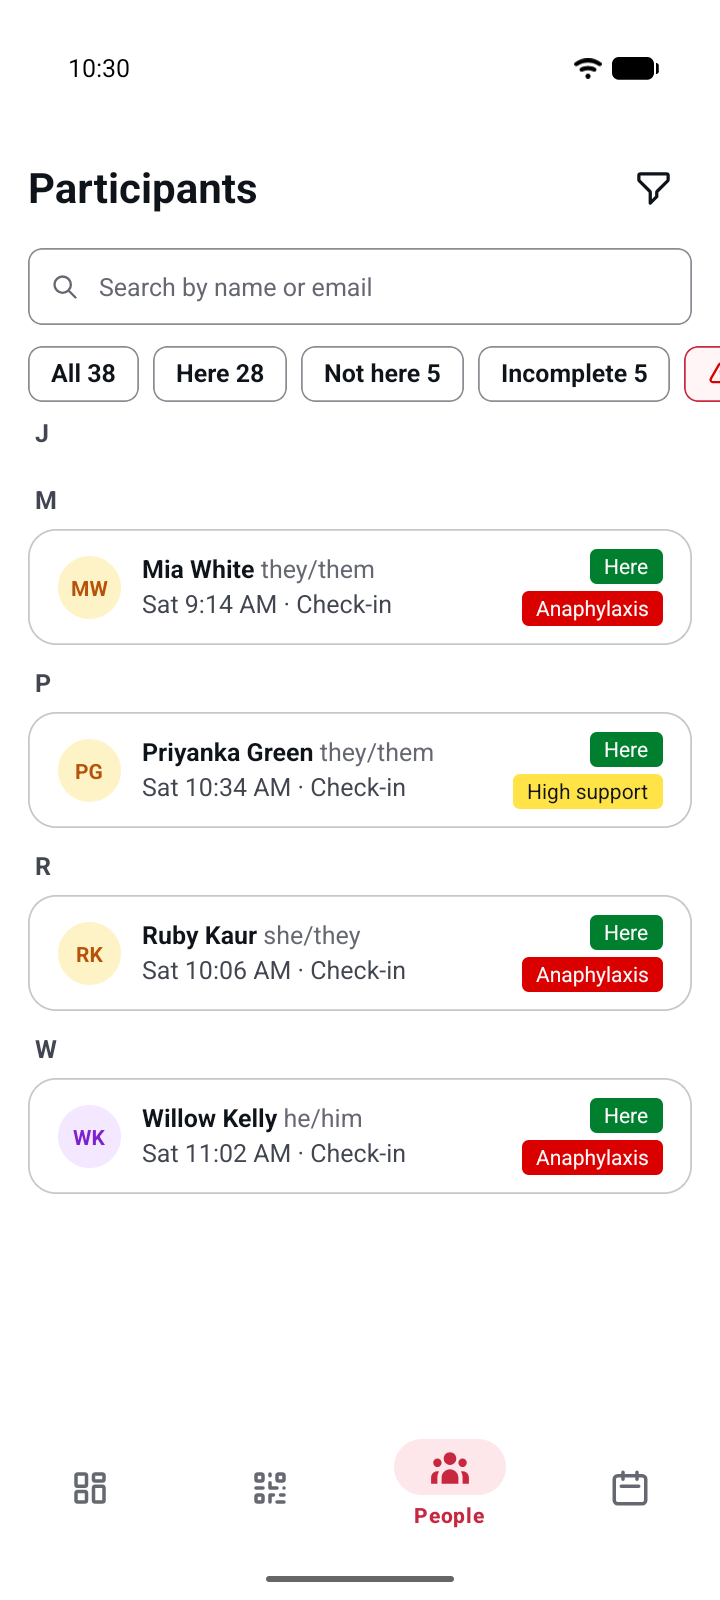 10:30
Participants
Search by name or email
All 38
Here 28
Not here 5
Incomplete 5
J
M
MW
Mia White they/them
Sat 9:14 AM · Check-in
Here
Anaphylaxis
P
PG
Priyanka Green they/them
Sat 10:34 AM · Check-in
Here
High support
R
RK
Ruby Kaur she/they
Sat 10:06 AM · Check-in
Here
Anaphylaxis
W
WK
Willow Kelly he/him
Sat 11:02 AM · Check-in
Here
Anaphylaxis
People